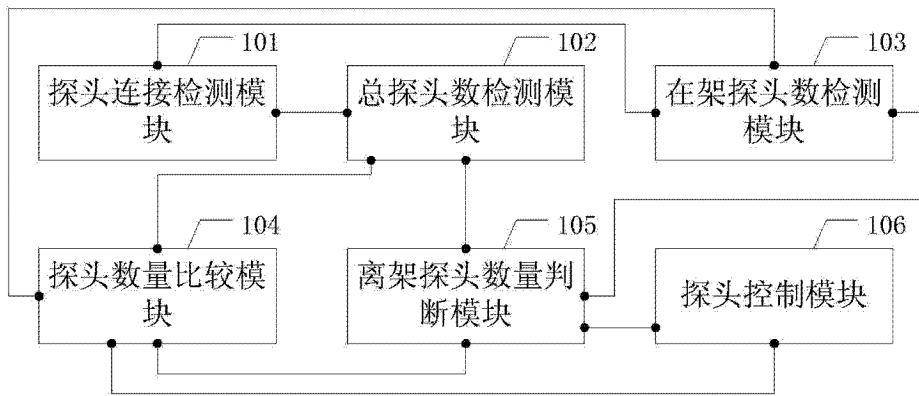 101
探头连接检测模
块
102
总探头数检测模
块
103
在架探头数检测
模块
104
探头数量比较模
块
105
离架探头数量判
断模块
106
探头控制模块